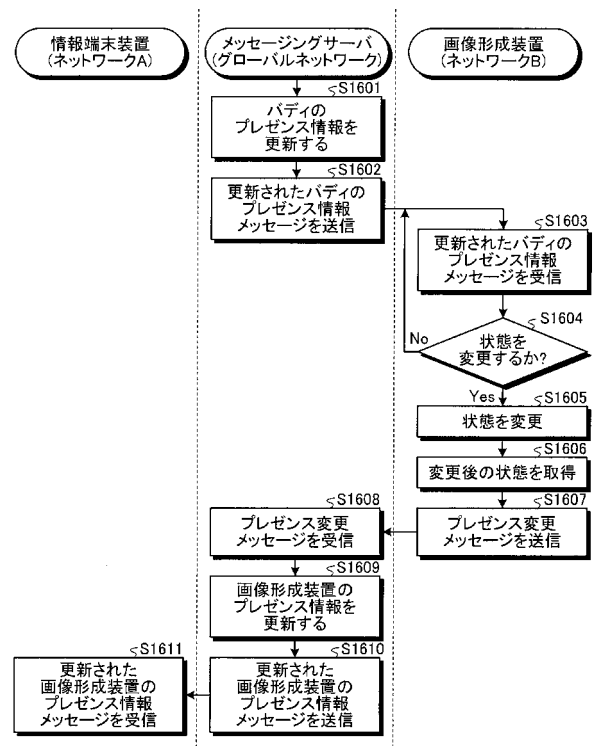 情報端末装置
(ネットワークA)
メッセージングサーバ
(グローバルネットワーク)
画像形成装置
(ネットワークB)
S1601
バディの
プレゼンス情報を
更新する
S1602
更新されたバディの
プレゼンス情報
メッセージを送信
S1603
更新されたバディの
プレゼンス情報
メッセージを受信
S1604
状態を
変更するか?
No
Yes
S1605
状態を変更
S1606
変更後の状態を取得
S1607
プレゼンス変更
メッセージを送信
S1608
プレゼンス変更
メッセージを受信
S1609
画像形成装置の
プレゼンス情報を
更新する
S1610
更新された
画像形成装置の
プレゼンス情報
メッセージを送信
S1611
更新された
画像形成装置の
プレゼンス情報
メッセージを受信